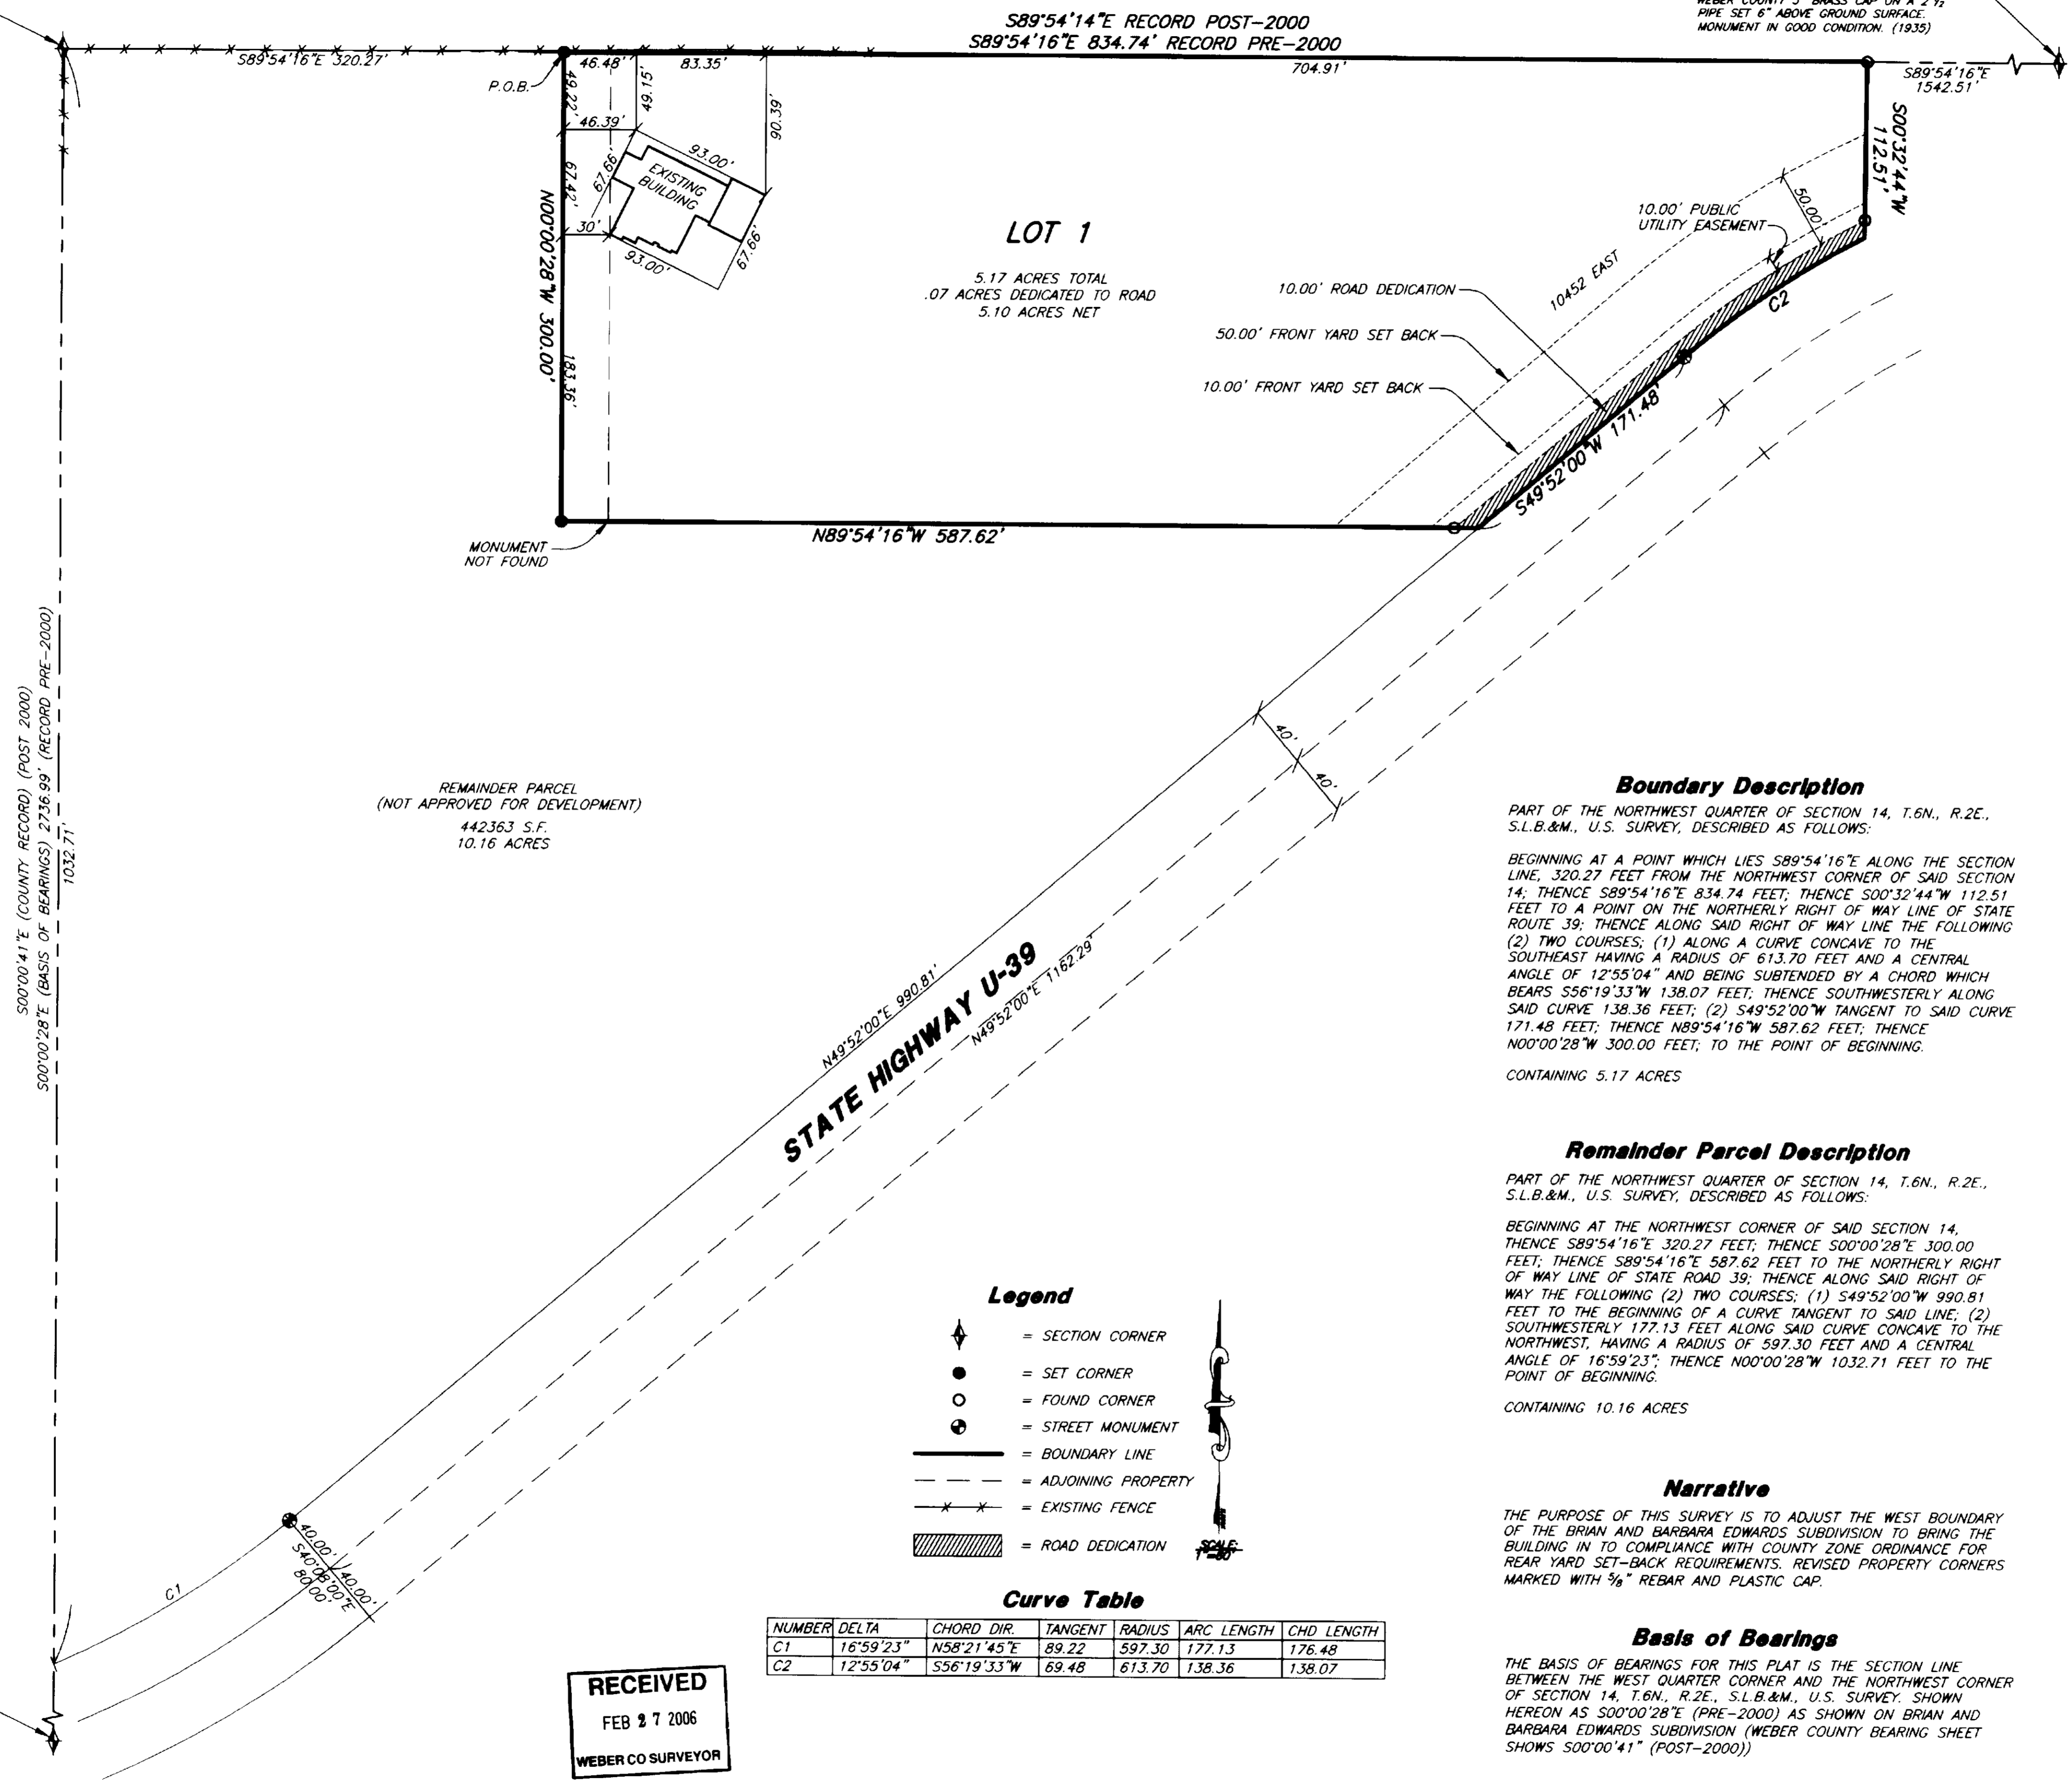 WEBER COUNTY 3" BRASS CAP ON A 2 ½"
PIPE SET 6" ABOVE GROUND SURFACE.
MONUMENT IN GOOD CONDITION. (1935)
S89°54'14"E RECORD POST-2000
S89°54'16"E 834.74' RECORD PRE-2000
S89°54'16"E 320.27'
P.O.B.
46.48'
83.35'
704.91'
S89°54'16"E
1542.51'
49.22'
49.15'
90.39'
46.39'
67.42'
67.66'
93.00'
EXISTING
BUILDING
30'
93.00'
67.66'
N00°00'28"W 300.00'
183.36'
S00°32'44"W
112.51'
LOT 1
5.17 ACRES TOTAL
.07 ACRES DEDICATED TO ROAD
5.10 ACRES NET
10.00' PUBLIC
UTILITY EASEMENT
50.00'
10452 EAST
10.00' ROAD DEDICATION
50.00' FRONT YARD SET BACK
10.00' FRONT YARD SET BACK
C2
S49°52'00"W 171.48'
N89°54'16"W 587.62'
MONUMENT
NOT FOUND
S00°00'41"E (COUNTY RECORD) (POST 2000)
S00°00'28"E (BASIS OF BEARINGS) 2736.99' (RECORD PRE-2000)
1032.71'
REMAINDER PARCEL
(NOT APPROVED FOR DEVELOPMENT)
442363 S.F.
10.16 ACRES
40'
40'
N49°52'00"E 990.81'
STATE HIGHWAY U-39
N49°52'00"E 1162.29'
40.00'
S40°08'00"E
80.00'
40.00'
C1
Boundary Description
PART OF THE NORTHWEST QUARTER OF SECTION 14, T.6N., R.2E.,
S.L.B.&M., U.S. SURVEY, DESCRIBED AS FOLLOWS:
BEGINNING AT A POINT WHICH LIES S89°54'16"E ALONG THE SECTION
LINE, 320.27 FEET FROM THE NORTHWEST CORNER OF SAID SECTION
14; THENCE S89°54'16"E 834.74 FEET; THENCE S00°32'44"W 112.51
FEET TO A POINT ON THE NORTHERLY RIGHT OF WAY LINE OF STATE
ROUTE 39; THENCE ALONG SAID RIGHT OF WAY LINE THE FOLLOWING
(2) TWO COURSES; (1) ALONG A CURVE CONCAVE TO THE
SOUTHEAST HAVING A RADIUS OF 613.70 FEET AND A CENTRAL
ANGLE OF 12°55'04" AND BEING SUBTENDED BY A CHORD WHICH
BEARS S56°19'33"W 138.07 FEET; THENCE SOUTHWESTERLY ALONG
SAID CURVE 138.36 FEET; (2) S49°52'00"W TANGENT TO SAID CURVE
171.48 FEET; THENCE N89°54'16"W 587.62 FEET; THENCE
N00°00'28"W 300.00 FEET; TO THE POINT OF BEGINNING.
CONTAINING 5.17 ACRES
Remainder Parcel Description
PART OF THE NORTHWEST QUARTER OF SECTION 14, T.6N., R.2E.,
S.L.B.&M., U.S. SURVEY, DESCRIBED AS FOLLOWS:
BEGINNING AT THE NORTHWEST CORNER OF SAID SECTION 14,
THENCE S89°54'16"E 320.27 FEET; THENCE S00°00'28"E 300.00
FEET; THENCE S89°54'16"E 587.62 FEET TO THE NORTHERLY RIGHT
OF WAY LINE OF STATE ROAD 39; THENCE ALONG SAID RIGHT OF
WAY THE FOLLOWING (2) TWO COURSES; (1) S49°52'00"W 990.81
FEET TO THE BEGINNING OF A CURVE TANGENT TO SAID LINE; (2)
SOUTHWESTERLY 177.13 FEET ALONG SAID CURVE CONCAVE TO THE
NORTHWEST, HAVING A RADIUS OF 597.30 FEET AND A CENTRAL
ANGLE OF 16°59'23"; THENCE N00°00'28"W 1032.71 FEET TO THE
POINT OF BEGINNING.
CONTAINING 10.16 ACRES
Narrative
THE PURPOSE OF THIS SURVEY IS TO ADJUST THE WEST BOUNDARY
OF THE BRIAN AND BARBARA EDWARDS SUBDIVISION TO BRING THE
BUILDING IN TO COMPLIANCE WITH COUNTY ZONE ORDINANCE FOR
REAR YARD SET-BACK REQUIREMENTS. REVISED PROPERTY CORNERS
MARKED WITH ⅝" REBAR AND PLASTIC CAP.
Basis of Bearings
THE BASIS OF BEARINGS FOR THIS PLAT IS THE SECTION LINE
BETWEEN THE WEST QUARTER CORNER AND THE NORTHWEST CORNER
OF SECTION 14, T.6N., R.2E., S.L.B.&M., U.S. SURVEY. SHOWN
HEREON AS S00°00'28"E (PRE-2000) AS SHOWN ON BRIAN AND
BARBARA EDWARDS SUBDIVISION (WEBER COUNTY BEARING SHEET
SHOWS S00°00'41" (POST-2000))
Legend
= SECTION CORNER
= SET CORNER
= FOUND CORNER
= STREET MONUMENT
= BOUNDARY LINE
= ADJOINING PROPERTY
= EXISTING FENCE
= ROAD DEDICATION
SCALE:
1"=60'
Curve Table
NUMBER DELTA CHORD DIR. TANGENT RADIUS ARC LENGTH CHD LENGTH
C1 16°59'23" N58°21'45"E 89.22 597.30 177.13 176.48
C2 12°55'04" S56°19'33"W 69.48 613.70 138.36 138.07
RECEIVED
FEB 27 2006
WEBER CO SURVEYOR